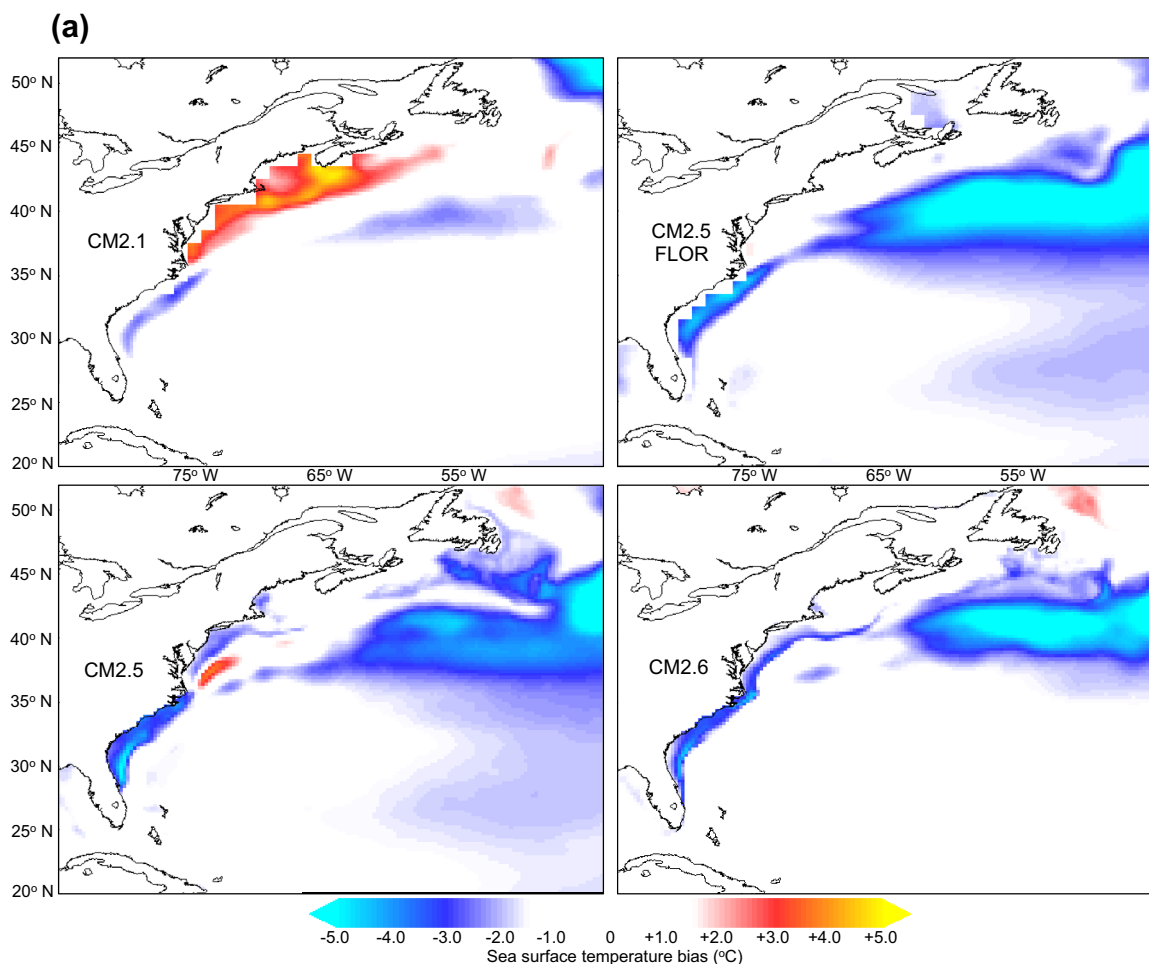 (a)
50° N
45° N
40° N
35° N
30° N
25° N
20° N
CM2.1
CM2.5
FLOR
75° W 65° W 55° W 75° W 65° W 55° W
50° N
45° N
40° N
35° N
30° N
25° N
20° N
CM2.5
CM2.6
-5.0 -4.0 -3.0 -2.0 -1.0 0 +1.0 +2.0 +3.0 +4.0 +5.0
Sea surface temperature bias (°C)